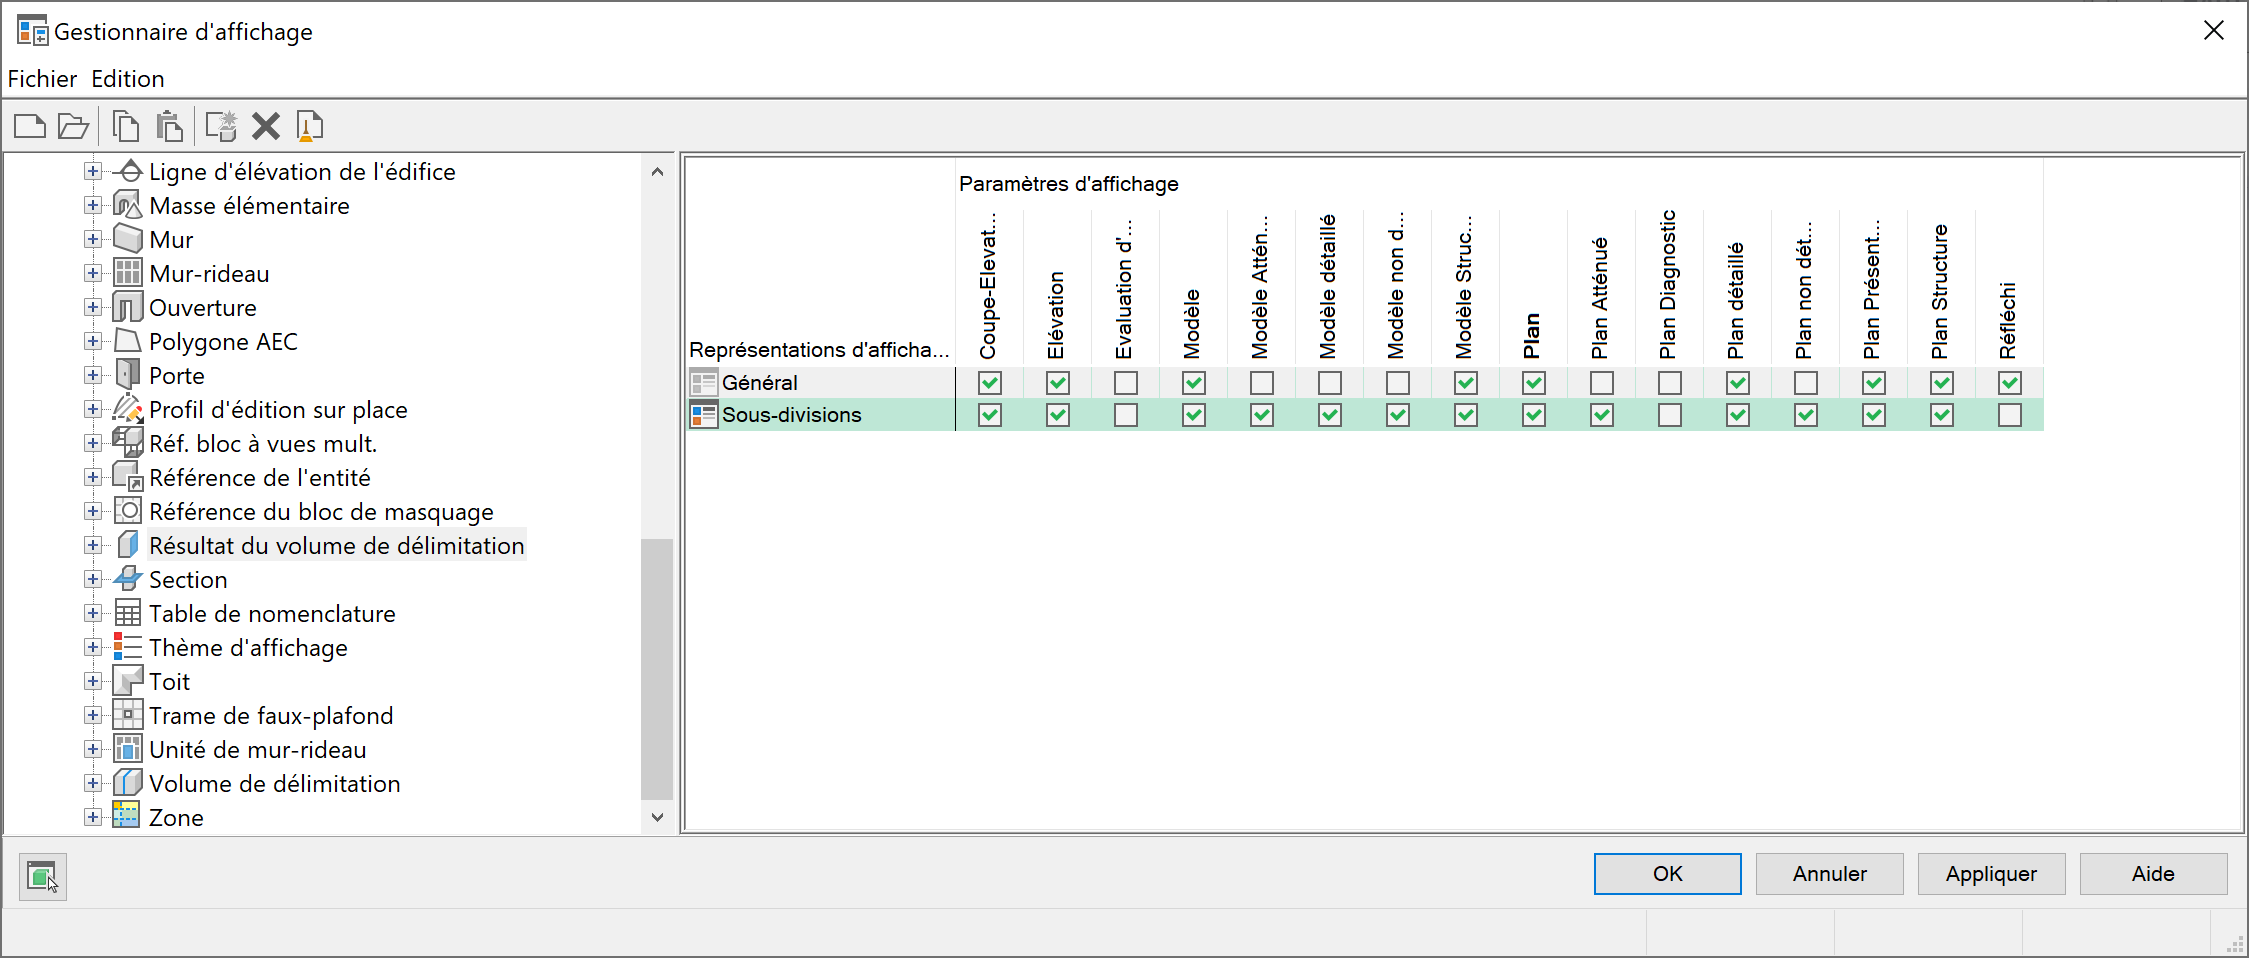 Gestionnaire d'affichage
Fichier Edition
Ligne d'élévation de l'édifice
Masse élémentaire
Mur
Mur-rideau
Ouverture
Polygone AEC
Porte
Profil d'édition sur place
Réf. bloc à vues mult.
Référence de l'entité
Référence du bloc de masquage
Résultat du volume de délimitation
Section
Table de nomenclature
Thème d'affichage
Toit
Trame de faux-plafond
Unité de mur-rideau
Volume de délimitation
Zone
Paramètres d'affichage
Représentations d'afficha...
Coupe-Elevat...
Elévation
Evaluation d'...
Modèle
Modèle Attén...
Modèle détaillé
Modèle non d...
Modèle Struc...
Plan
Plan Atténué
Plan Diagnostic
Plan détaillé
Plan non dét...
Plan Présent...
Plan Structure
Réfléchi
Général
Sous-divisions
OK
Annuler
Appliquer
Aide